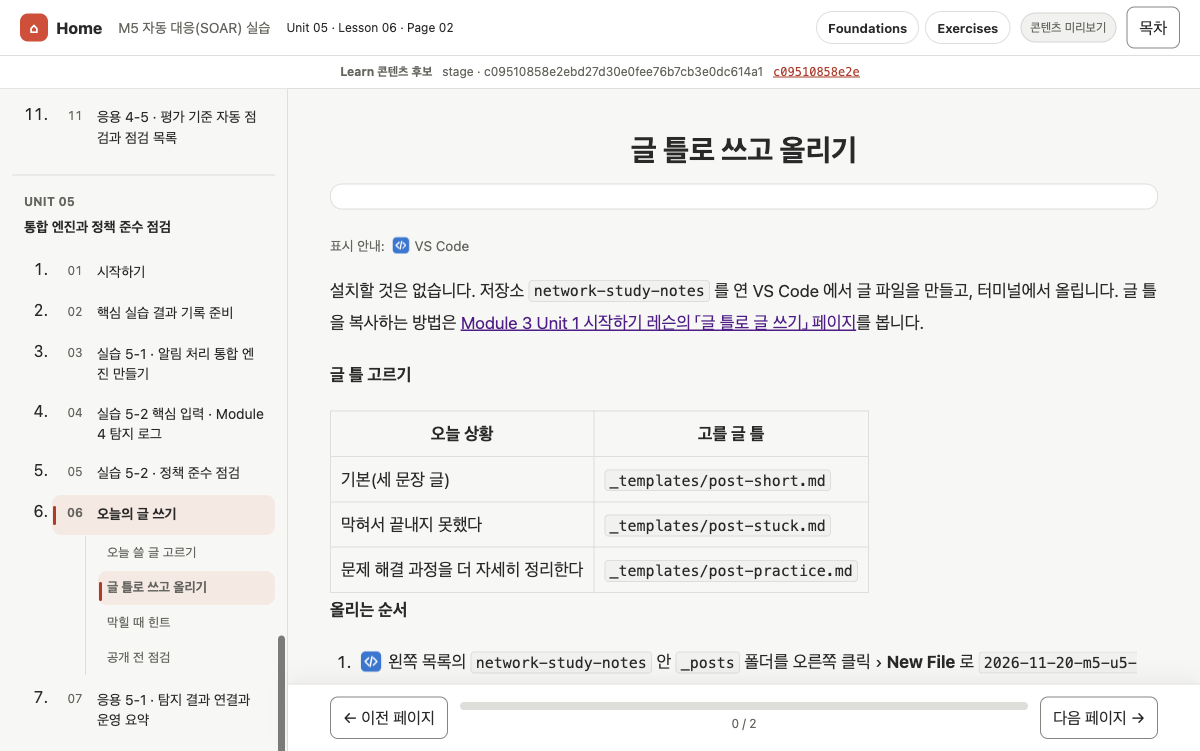 Home M5 자동 대응(SOAR) 실습 Unit 05 · Lesson 06 · Page 02 Foundations Exercises 콘텐츠 미리보기 목차
Learn 콘텐츠 후보 stage · c09510858e2ebd27d30e0fee76b7cb3e0dc614a1 c09510858e2e
11. 11 응용 4-5 · 평가 기준 자동 점
검과 점검 목록
UNIT 05
통합 엔진과 정책 준수 점검
1. 01 시작하기
2. 02 핵심 실습 결과 기록 준비
3. 03 실습 5-1 · 알림 처리 통합 엔
진 만들기
4. 04 실습 5-2 핵심 입력 · Module
4 탐지 로그
5. 05 실습 5-2 · 정책 준수 점검
6. 06 오늘의 글 쓰기
오늘 쓸 글 고르기
글 틀로 쓰고 올리기
막힐 때 힌트
공개 전 점검
7. 07 응용 5-1 · 탐지 결과 연결과
운영 요약
글 틀로 쓰고 올리기
표시 안내: VS Code
설치할 것은 없습니다. 저장소 network-study-notes 를 연 VS Code 에서 글 파일을 만들고, 터미널에서 올립니다. 글 틀
을 복사하는 방법은 Module 3 Unit 1 시작하기 레슨의 「글 틀로 글 쓰기」 페이지를 봅니다.
글 틀 고르기
오늘 상황 고를 글 틀
기본(세 문장 글) _templates/post-short.md
막혀서 끝내지 못했다 _templates/post-stuck.md
문제 해결 과정을 더 자세히 정리한다 _templates/post-practice.md
올리는 순서
1. 왼쪽 목록의 network-study-notes 안 _posts 폴더를 오른쪽 클릭 › New File 로 2026-11-20-m5-u5-
← 이전 페이지 0 / 2 다음 페이지 →